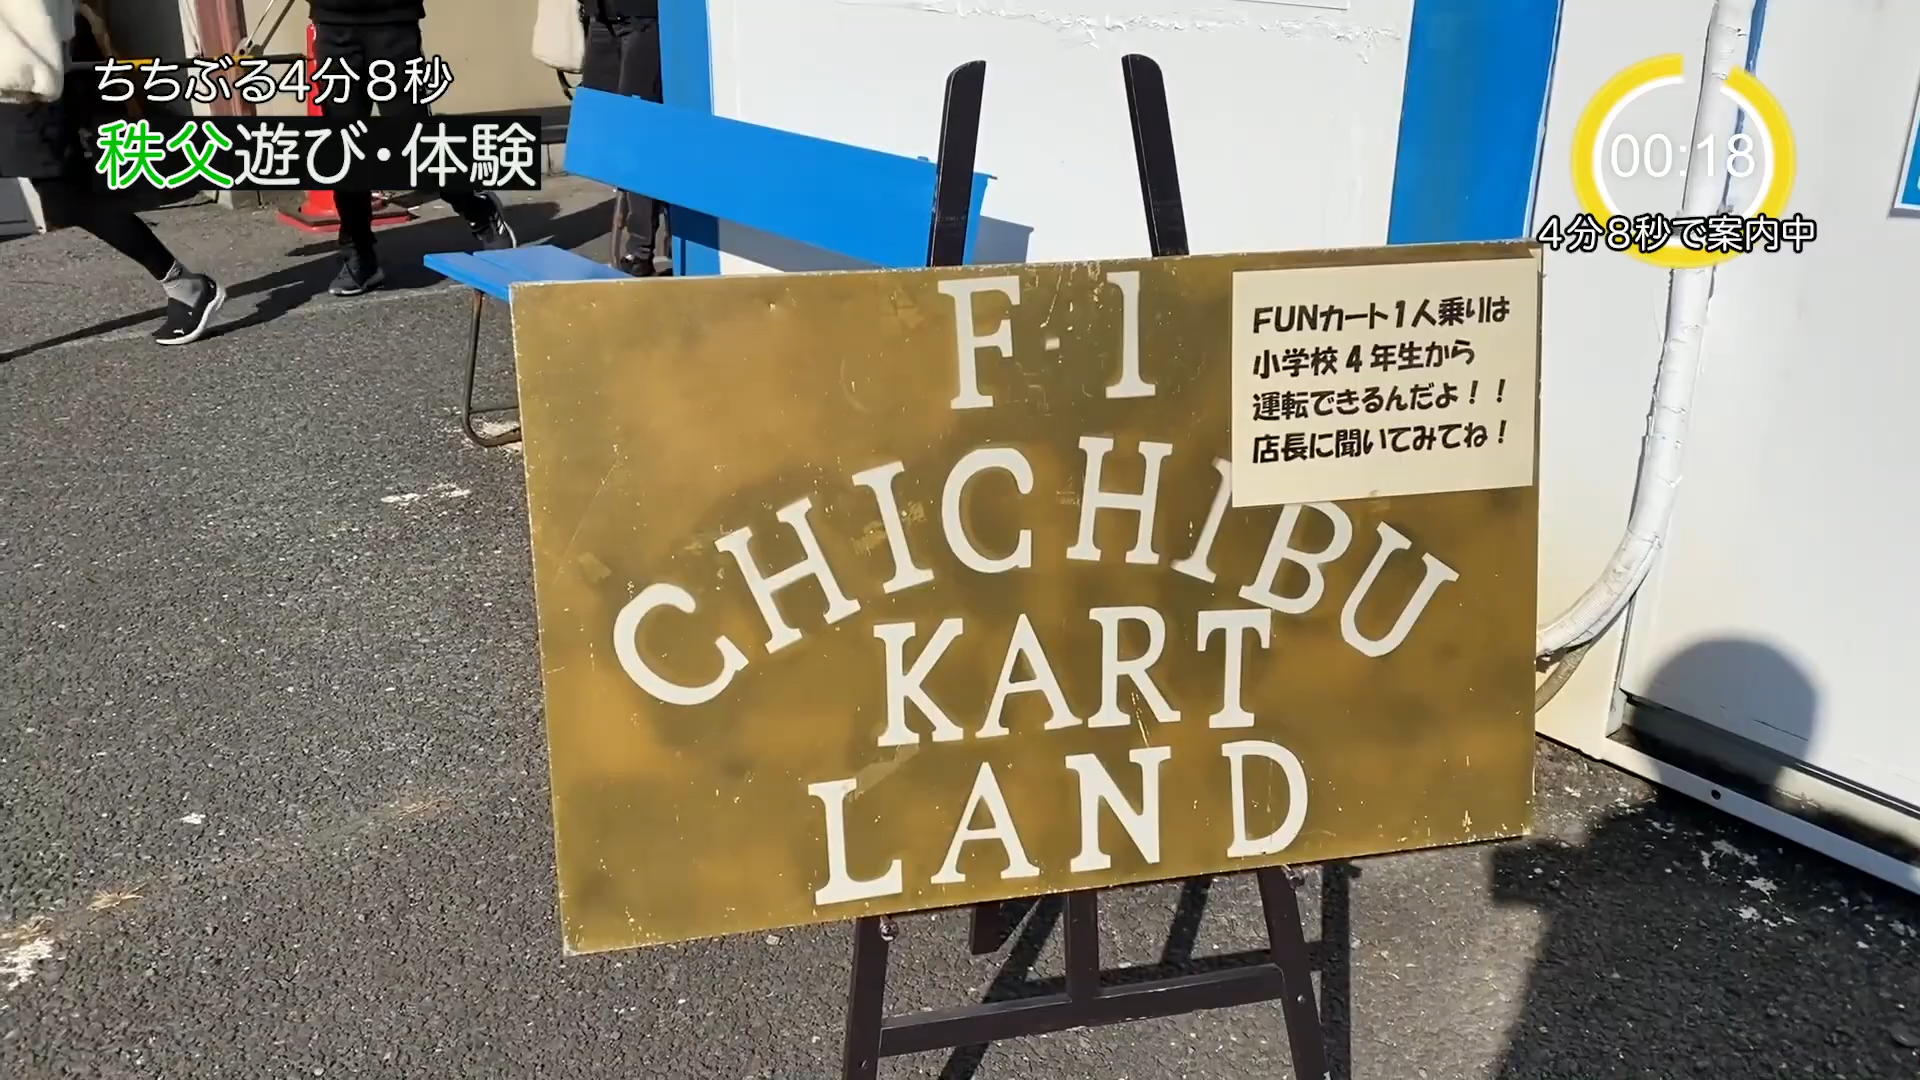 ちちぶる4分8秒
秩父遊び・体験
00:18
4分8秒で案内中
F・1
CHICHIBU
KART
LAND
FUNカート1人乗りは
小学校4年生から
運転できるんだよ！！
店長に聞いてみてね！